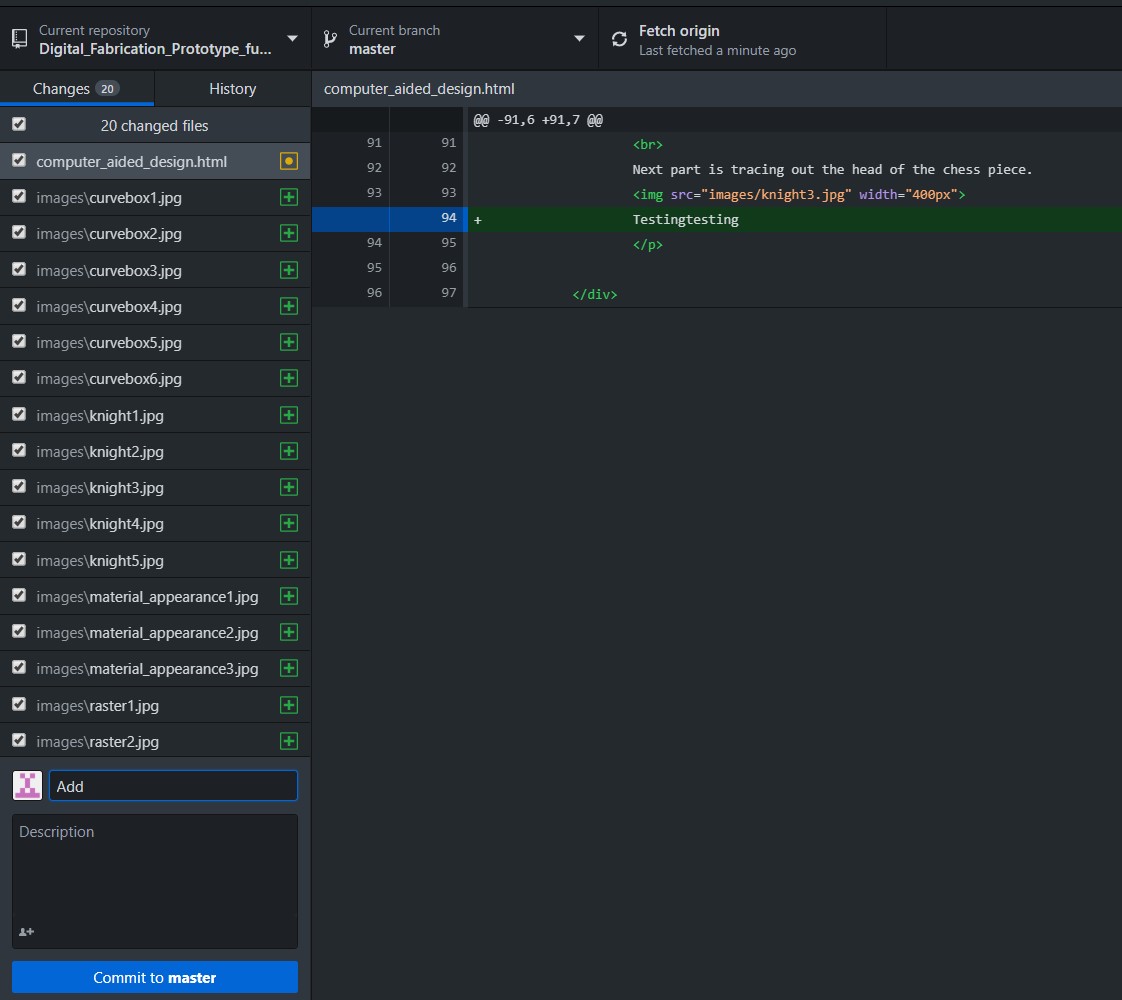 Current repository
Digital_Fabrication_Prototype_fu...
Current branch
master
Fetch origin
Last fetched a minute ago
Changes 20
History
computer_aided_design.html
20 changed files
computer_aided_design.html
images\curvebox1.jpg
images\curvebox2.jpg
images\curvebox3.jpg
images\curvebox4.jpg
images\curvebox5.jpg
images\curvebox6.jpg
images\knight1.jpg
images\knight2.jpg
images\knight3.jpg
images\knight4.jpg
images\knight5.jpg
images\material_appearance1.jpg
images\material_appearance2.jpg
images\material_appearance3.jpg
images\raster1.jpg
images\raster2.jpg
Add
Description
Commit to master
@@ -91,6 +91,7 @@
91 91 <br>
92 92 Next part is tracing out the head of the chess piece.
93 93 <img src="images/knight3.jpg" width="400px">
94 + Testingtesting
94 95 </p>
95 96
96 97 </div>